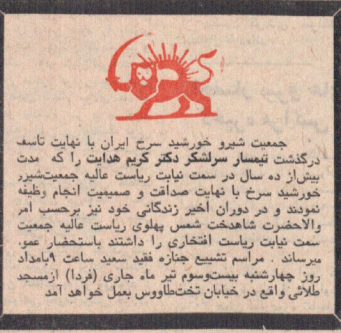 جمعیت شیرو خورشید سرخ ایران با نهایت تاسف
درگذشت تیمسار سرلشکر دکتر کریم هدایت را که مدت
بیش‌از ده سال در سمت نیابت ریاست عالیه جمعیت‌شیرو
خورشید سرخ با نهایت صداقت و صمیمیت انجام وظیفه
نمودند و در دوران اخیر زندگانی خود نیز برحسب امر
والاحضرت شاهدخت شمس پهلوی ریاست عالیه جمعیت
سمت نیابت ریاست افتخاری را داشتند باستحضار عموم
میرساند . مراسم تشییع جنازه فقید سعید ساعت ۹بامداد
روز چهارشنبه بیست‌وسوم تیر ماه جاری (فردا) ازمسجد
طلائی واقع در خیابان تخت‌طاووس بعمل خواهد آمد